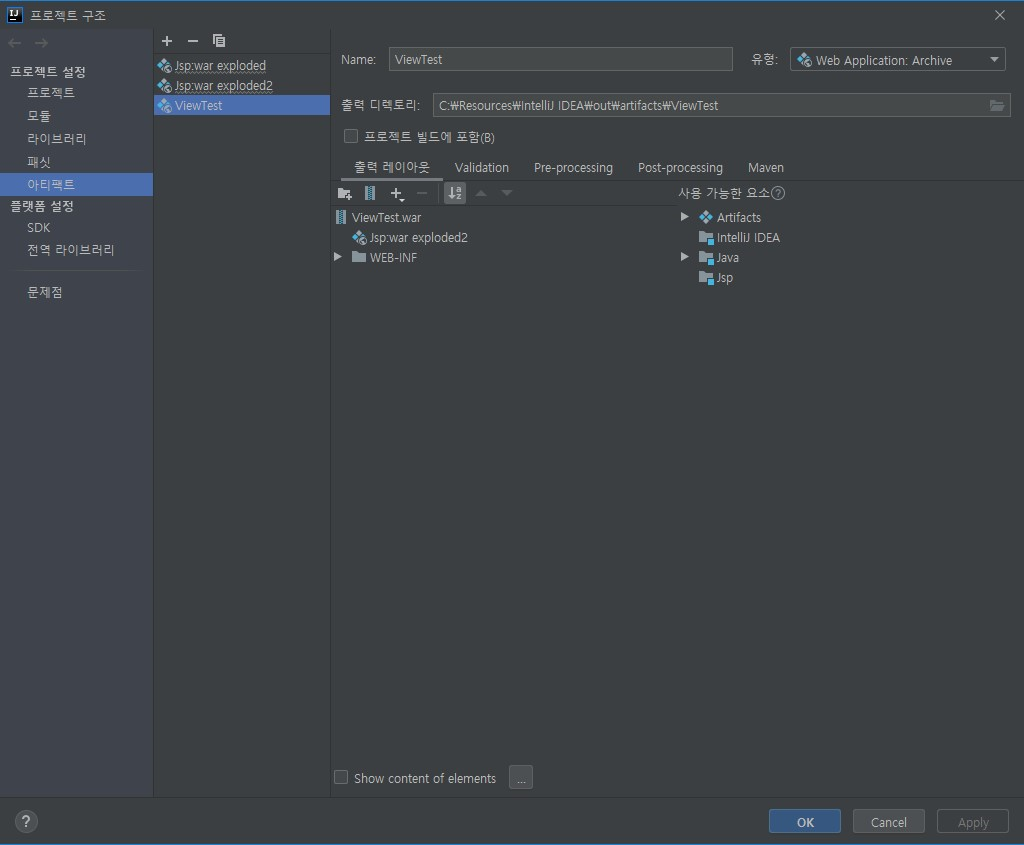 프로젝트 구조
프로젝트 설정
프로젝트
모듈
라이브러리
패싯
아티팩트
플랫폼 설정
SDK
전역 라이브러리
문제점
Jsp:war exploded
Jsp:war exploded2
ViewTest
Name: ViewTest 유형: Web Application: Archive
출력 디렉토리: C:₩Resources₩IntelliJ IDEA₩out₩artifacts₩ViewTest
프로젝트 빌드에 포함(B)
출력 레이아웃 Validation Pre-processing Post-processing Maven
ViewTest.war
Jsp:war exploded2
WEB-INF
사용 가능한 요소 ?
Artifacts
IntelliJ IDEA
Java
Jsp
Show content of elements ...
? OK Cancel Apply